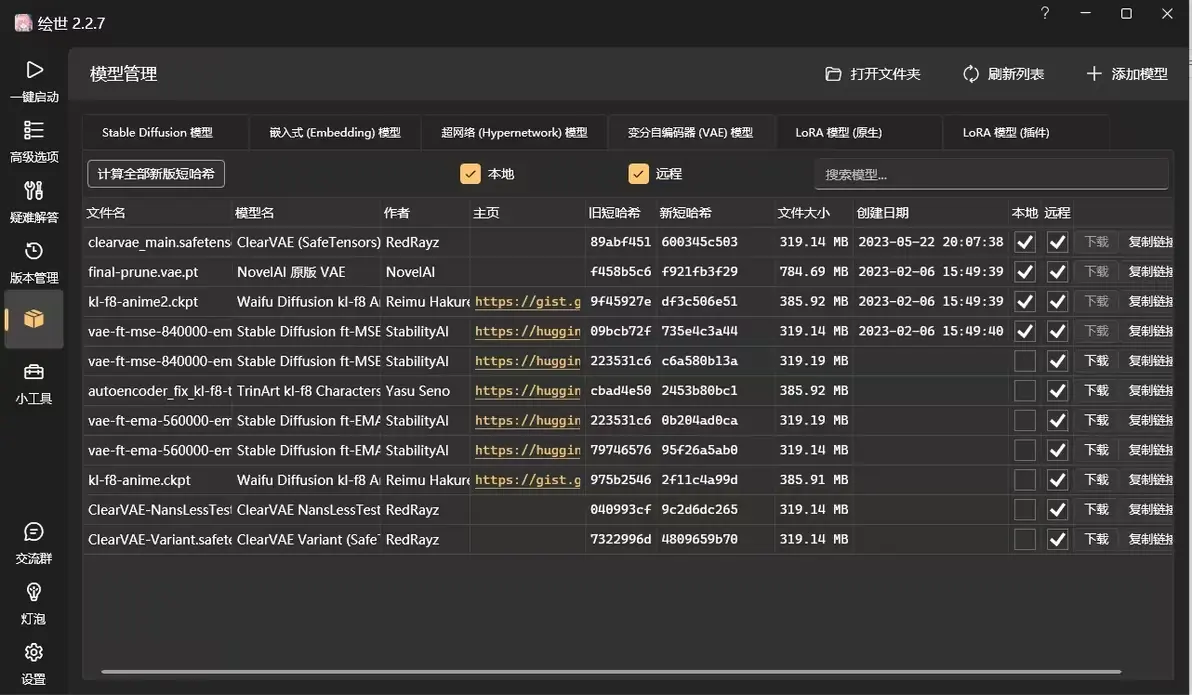 绘世 2.2.7
?
一键启动
高级选项
疑难解答
版本管理
小工具
交流群
灯泡
设置
模型管理
打开文件夹 刷新列表 添加模型
Stable Diffusion 模型 嵌入式 (Embedding) 模型 超网络 (Hypernetwork) 模型 变分自编码器 (VAE) 模型 LoRA 模型 (原生) LoRA 模型 (插件)
计算全部新版短哈希 本地 远程 搜索模型...
文件名 模型名 作者 主页 旧短哈希 新短哈希 文件大小 创建日期 本地 远程
clearvae_main.safetens ClearVAE (SafeTensors) RedRayz 89abf451 600345c503 319.14 MB 2023-05-22 20:07:38 下载 复制链接
final-prune.vae.pt NovelAI 原版 VAE NovelAI f458b5c6 f921fb3f29 784.69 MB 2023-02-06 15:49:39 下载 复制链接
kl-f8-anime2.ckpt Waifu Diffusion kl-f8 A Reimu Hakure https://gist.g 9f45927e df3c506e51 385.92 MB 2023-02-06 15:49:39 下载 复制链接
vae-ft-mse-840000-em Stable Diffusion ft-MSE StabilityAI https://huggin 09bcb72f 735e4c3a44 319.14 MB 2023-02-06 15:49:40 下载 复制链接
vae-ft-mse-840000-em Stable Diffusion ft-MSE StabilityAI https://huggin 223531c6 c6a580b13a 319.19 MB 下载 复制链接
autoencoder_fix_kl-f8-t TrinArt kl-f8 Characters Yasu Seno https://huggin cbad4e50 2453b80bc1 385.92 MB 下载 复制链接
vae-ft-ema-560000-em Stable Diffusion ft-EMA StabilityAI https://huggin 223531c6 0b204ad0ca 319.19 MB 下载 复制链接
vae-ft-ema-560000-em Stable Diffusion ft-EMA StabilityAI https://huggin 79746576 95f26a5ab0 319.14 MB 下载 复制链接
kl-f8-anime.ckpt Waifu Diffusion kl-f8 A Reimu Hakure https://gist.g 975b2546 2f11c4a99d 385.91 MB 下载 复制链接
ClearVAE-NansLessTest ClearVAE NansLessTest RedRayz 040993cf 9c2d6dc265 319.14 MB 下载 复制链接
ClearVAE-Variant.safete ClearVAE Variant (Safe RedRayz 7322996d 4809659b70 319.14 MB 下载 复制链接